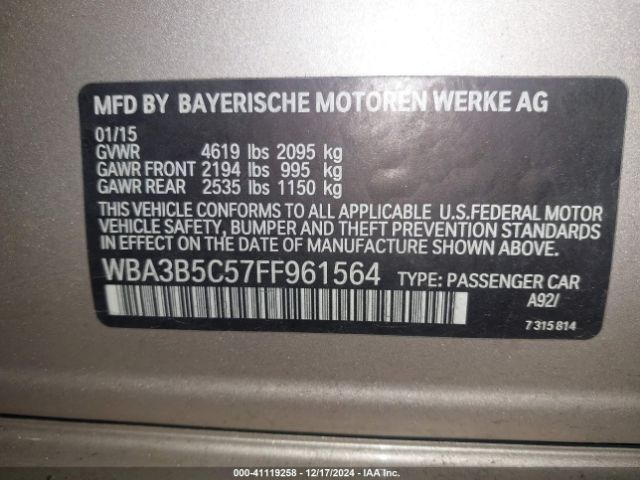 MFD BY BAYERISCHE MOTOREN WERKE AG
01/15
GVWR 4619 lbs 2095 kg
GAWR FRONT 2194 lbs 995 kg
GAWR REAR 2535 lbs 1150 kg
THIS VEHICLE CONFORMS TO ALL APPLICABLE U.S.FEDERAL MOTOR
VEHICLE SAFETY, BUMPER AND THEFT PREVENTION STANDARDS
IN EFFECT ON THE DATE OF MANUFACTURE SHOWN ABOVE.
WBA3B5C57FF961564 TYPE: PASSENGER CAR
A92/
7 315 814
000-41119258 - 12/17/2024 - IAA Inc.